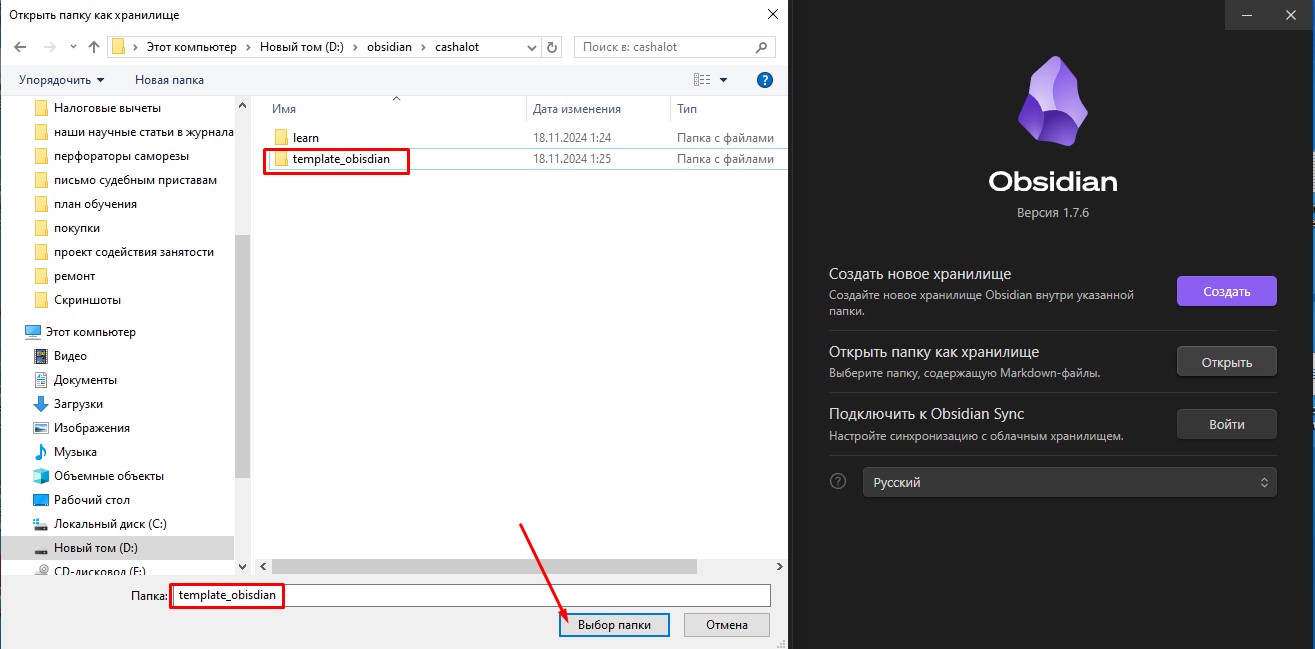 Открыть папку как хранилище
Этот компьютер > Новый том (D:) > obsidian > cashalot
Поиск в: cashalot
Упорядочить
Новая папка
Налоговые вычеты
наши научные статьи в журнала
перфораторы саморезы
письмо судебным приставам
план обучения
покупки
проект содействия занятости
ремонт
Скриншоты
Этот компьютер
Видео
Документы
Загрузки
Изображения
Музыка
Объемные объекты
Рабочий стол
Локальный диск (C:)
Новый том (D:)
CD-дисковод (F:)
Имя
Дата изменения
Тип
learn
18.11.2024 1:24
Папка с файлами
template_obisdian
18.11.2024 1:25
Папка с файлами
Папка:
template_obisdian
Выбор папки
Отмена
Obsidian
Версия 1.7.6
Создать новое хранилище
Создайте новое хранилище Obsidian внутри указанной
папки.
Создать
Открыть папку как хранилище
Выберите папку, содержащую Markdown-файлы.
Открыть
Подключить к Obsidian Sync
Настройте синхронизацию с облачным хранилищем.
Войти
Русский